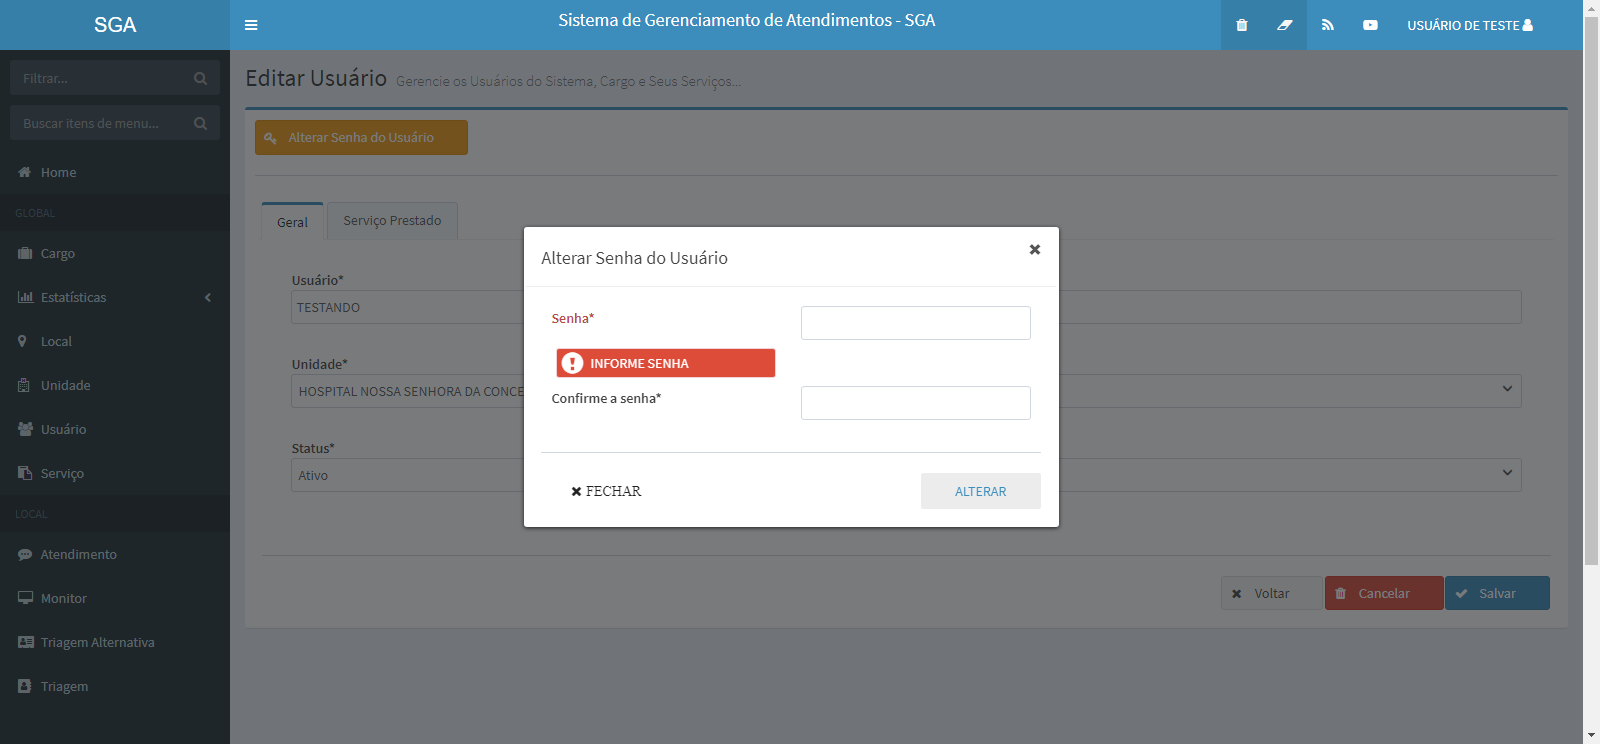 SGA
Sistema de Gerenciamento de Atendimentos - SGA
USUÁRIO DE TESTE
Filtrar...
Buscar itens de menu...
Home
GLOBAL
Cargo
Estatísticas
Local
Unidade
Usuário
Serviço
LOCAL
Atendimento
Monitor
Triagem Alternativa
Triagem
Editar Usuário Gerencie os Usuários do Sistema, Cargo e Seus Serviços...
Alterar Senha do Usuário
Geral
Serviço Prestado
Usuário*
TESTANDO
Unidade*
HOSPITAL NOSSA SENHORA DA CONCE
Status*
Ativo
Alterar Senha do Usuário
Senha*
INFORME SENHA
Confirme a senha*
FECHAR
ALTERAR
Voltar
Cancelar
Salvar